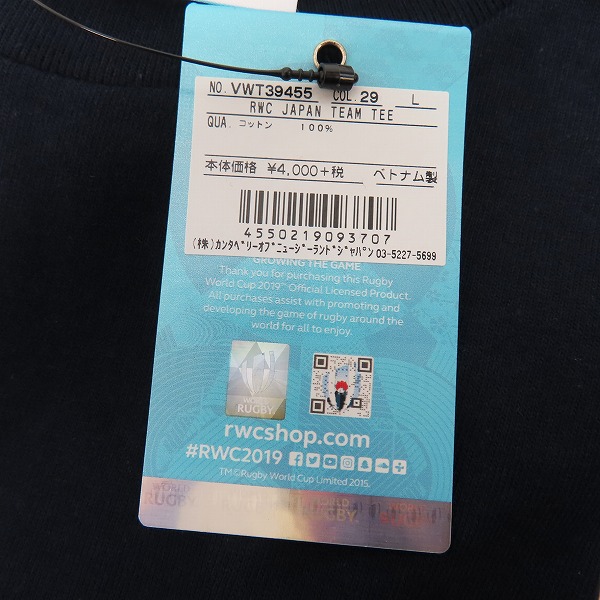 NO. VWT39455 COL. 29 L
RWC JAPAN TEAM TEE
QUA. コットン 100%
本体価格 ¥4,000+税 ベトナム製
4550219093707
(株)カンタベリーオブニュージーランドジャパン 03-5227-5699
GROWING THE GAME
Thank you for purchasing this Rugby
World Cup 2019™ Official Licensed Product.
All purchases assist with promoting and
developing the game of rugby around the
world for all to enjoy.
WORLD
RUGBY
rwcshop.com
#RWC2019
TM©Rugby World Cup Limited 2015.
WORLD
RUGBY
WORLD
RUGBY